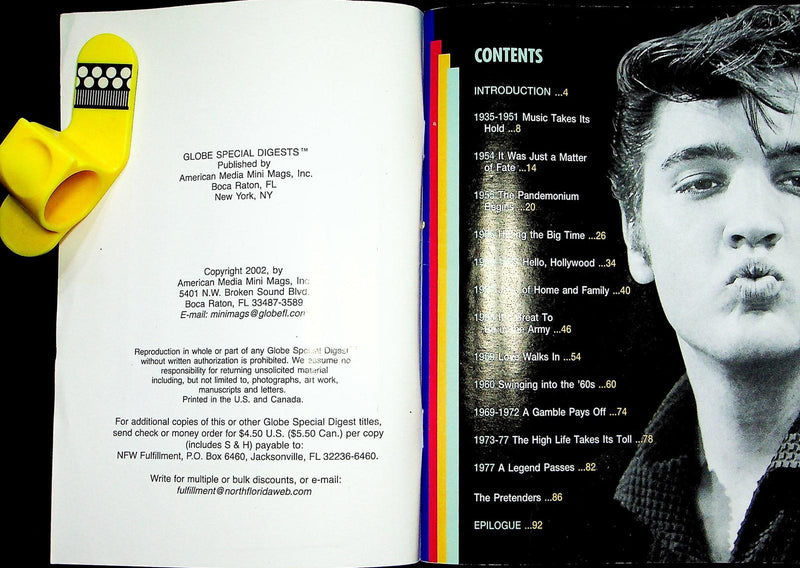 GLOBE SPECIAL DIGESTS™
Published by
American Media Mini Mags, Inc.
Boca Raton, FL
New York, NY
Copyright 2002, by
American Media Mini Mags, Inc.
5401 N.W. Broken Sound Blvd.
Boca Raton, FL 33487-3589
E-mail: minimags@globefl.com
Reproduction in whole or part of any Globe Special Digest™
without written authorization is prohibited. We assume no
responsibility for returning unsolicited material
including, but not limited to, photographs, art work,
manuscripts and letters.
Printed in the U.S. and Canada.
For additional copies of this or other Globe Special Digest titles,
send check or money order for $4.50 U.S. ($5.50 Can.) per copy
(includes S & H) payable to:
NFW Fulfillment, P.O. Box 6460, Jacksonville, FL 32236-6460.
Write for multiple or bulk discounts, or e-mail:
fulfillment@northfloridaweb.com
CONTENTS
INTRODUCTION ...4
1935-1951 Music Takes Its
Hold ...8
1954 It Was Just a Matter
of Fate ...14
The Pandemonium
Begins ...20
the Big Time ...26
Hello, Hollywood ...34
of Home and Family ...40
Great To
the Army ...46
Love Walks In ...54
1960 Swinging into the '60s ...60
1969-1972 A Gamble Pays Off ...74
1973-77 The High Life Takes Its Toll ...78
1977 A Legend Passes ...82
The Pretenders ...86
EPILOGUE ...92